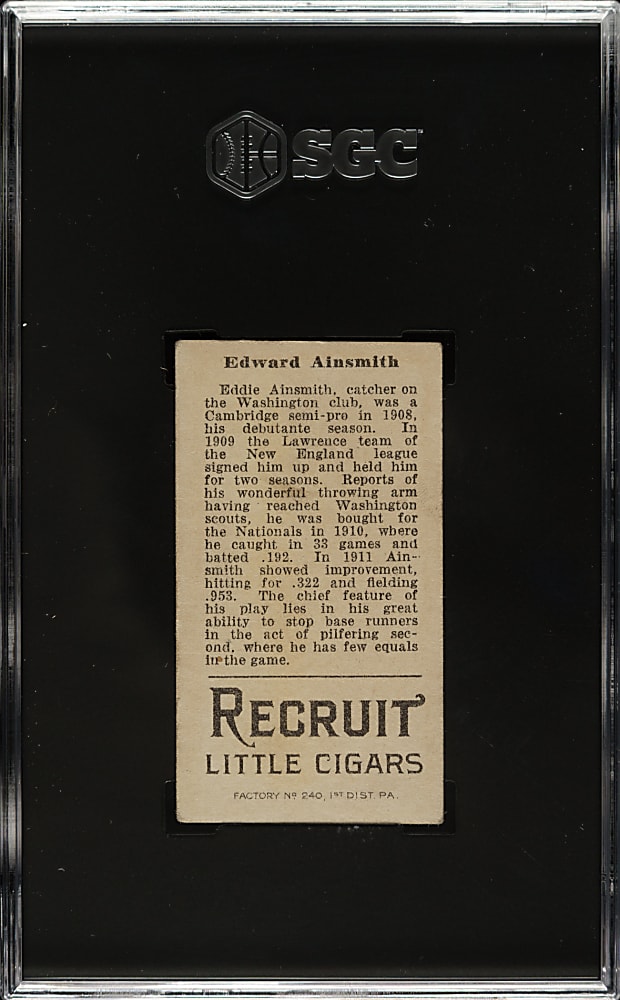 SGC
Edward Ainsmith
Eddie Ainsmith, catcher on
the Washington club, was a
Cambridge semi-pro in 1908,
his debutante season. In
1909 the Lawrence team of
the New England league
signed him up and held him
for two seasons. Reports of
his wonderful throwing arm
having reached Washington
scouts, he was bought for
the Nationals in 1910, where
he caught in 33 games and
batted .192. In 1911 Ain-
smith showed improvement,
hitting for .322 and fielding
.953. The chief feature of
his play lies in his great
ability to stop base runners
in the act of pilfering sec-
ond, where he has few equals
in the game.
RECRUIT
LITTLE CIGARS
FACTORY Nº 240, 1ST DIST. PA.